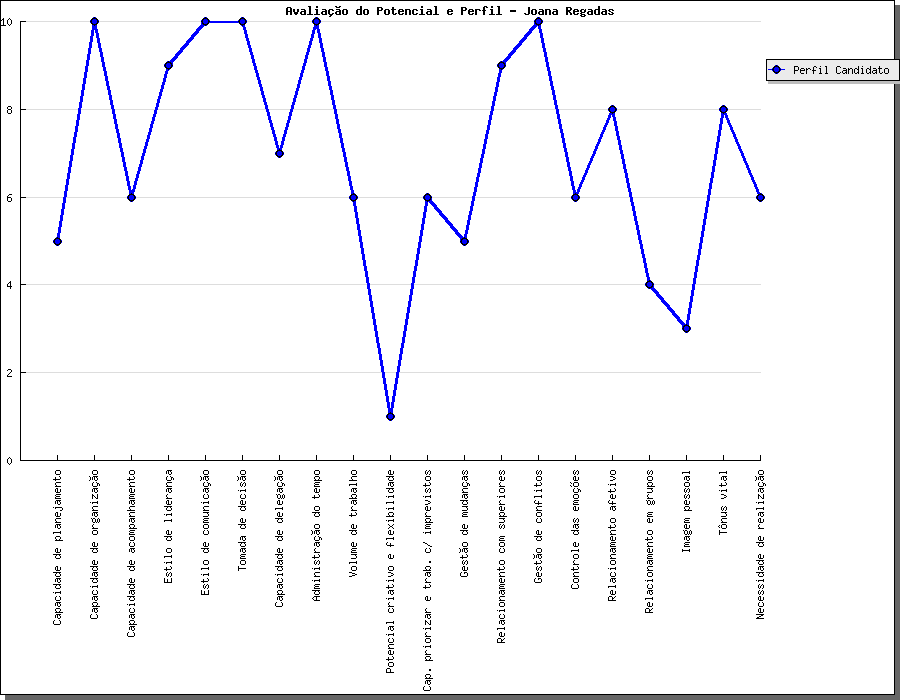 Avaliação do Potencial e Perfil - Joana Regadas
Perfil Candidato
10
8
6
4
2
0
Capacidade de planejamento
Capacidade de organização
Capacidade de acompanhamento
Estilo de liderança
Estilo de comunicação
Tomada de decisão
Capacidade de delegação
Administração do tempo
Volume de trabalho
Potencial criativo e flexibilidade
Cap. priorizar e trab. c/ imprevistos
Gestão de mudanças
Relacionamento com superiores
Gestão de conflitos
Controle das emoções
Relacionamento afetivo
Relacionamento em grupos
Imagem pessoal
Tônus vital
Necessidade de realização